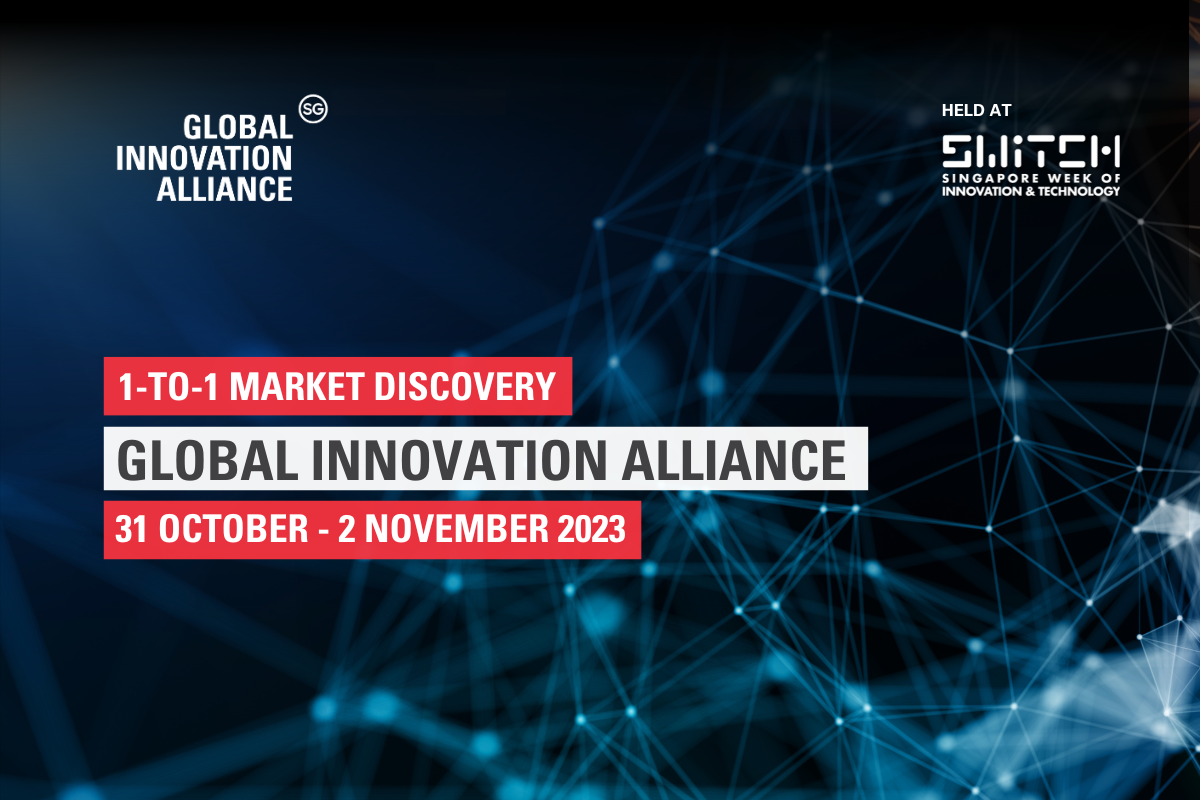 GLOBAL
INNOVATION
ALLIANCE
SG
HELD AT
SWITCH
SINGAPORE WEEK OF
INNOVATION & TECHNOLOGY
1-TO-1 MARKET DISCOVERY
GLOBAL INNOVATION ALLIANCE
31 OCTOBER - 2 NOVEMBER 2023